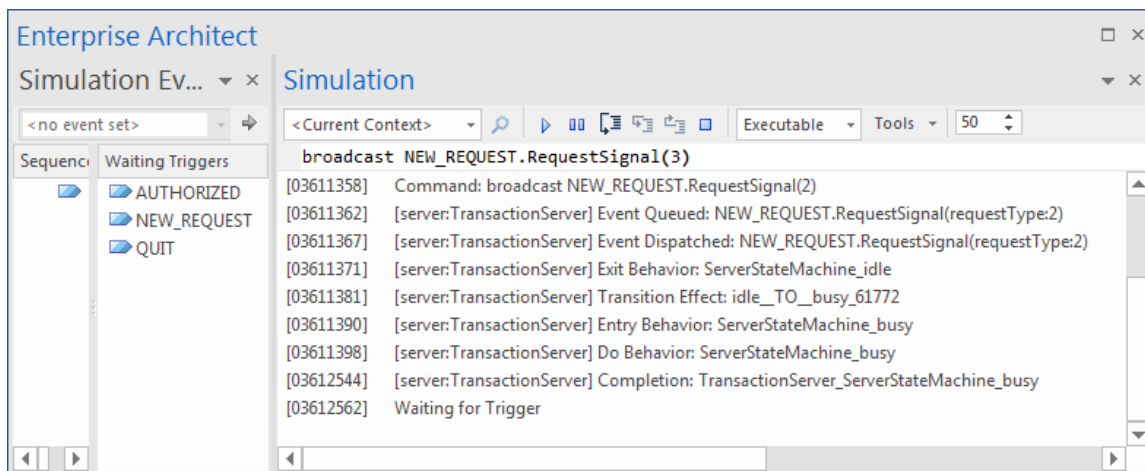 Enterprise Architect
Simulation Ev...
Simulation
<no event set>
<Current Context>
Executable
Tools
50
Sequence
Waiting Triggers
broadcast NEW_REQUEST.RequestSignal(3)
AUTHORIZED
NEW_REQUEST
QUIT
[03611358] Command: broadcast NEW_REQUEST.RequestSignal(2)
[03611362] [server:TransactionServer] Event Queued: NEW_REQUEST.RequestSignal(requestType:2)
[03611367] [server:TransactionServer] Event Dispatched: NEW_REQUEST.RequestSignal(requestType:2)
[03611371] [server:TransactionServer] Exit Behavior: ServerStateMachine_idle
[03611381] [server:TransactionServer] Transition Effect: idle__TO__busy_61772
[03611390] [server:TransactionServer] Entry Behavior: ServerStateMachine_busy
[03611398] [server:TransactionServer] Do Behavior: ServerStateMachine_busy
[03612544] [server:TransactionServer] Completion: TransactionServer_ServerStateMachine_busy
[03612562] Waiting for Trigger